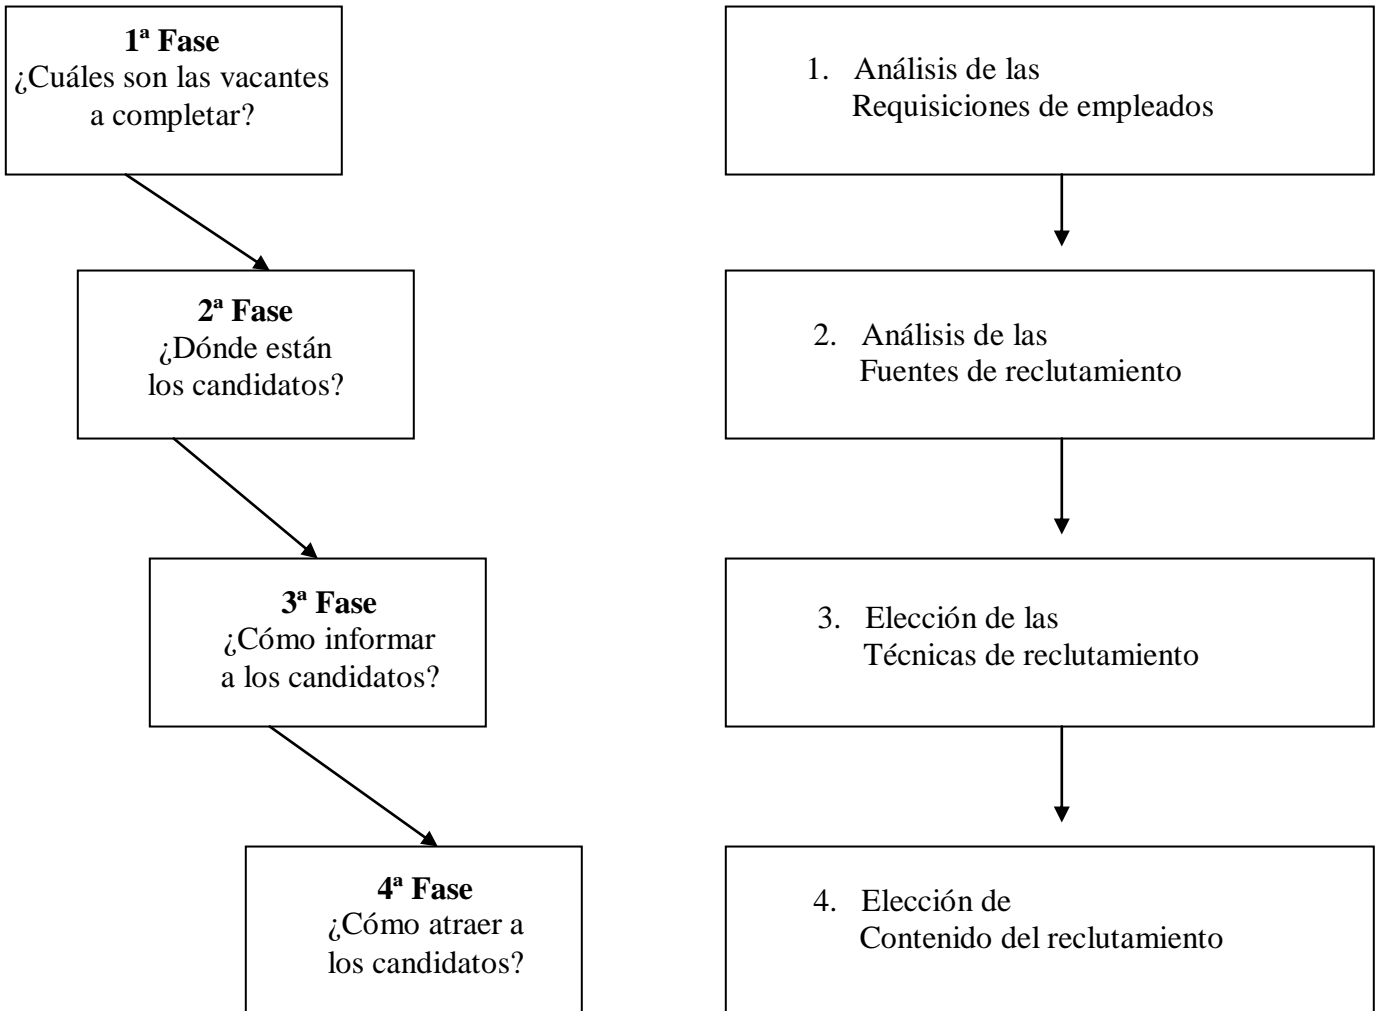 1ª Fase
¿Cuáles son las vacantes
a completar?
1. Análisis de las
Requisiciones de empleados
2ª Fase
¿Dónde están
los candidatos?
2. Análisis de las
Fuentes de reclutamiento
3ª Fase
¿Cómo informar
a los candidatos?
3. Elección de las
Técnicas de reclutamiento
4ª Fase
¿Cómo atraer a
los candidatos?
4. Elección de
Contenido del reclutamiento